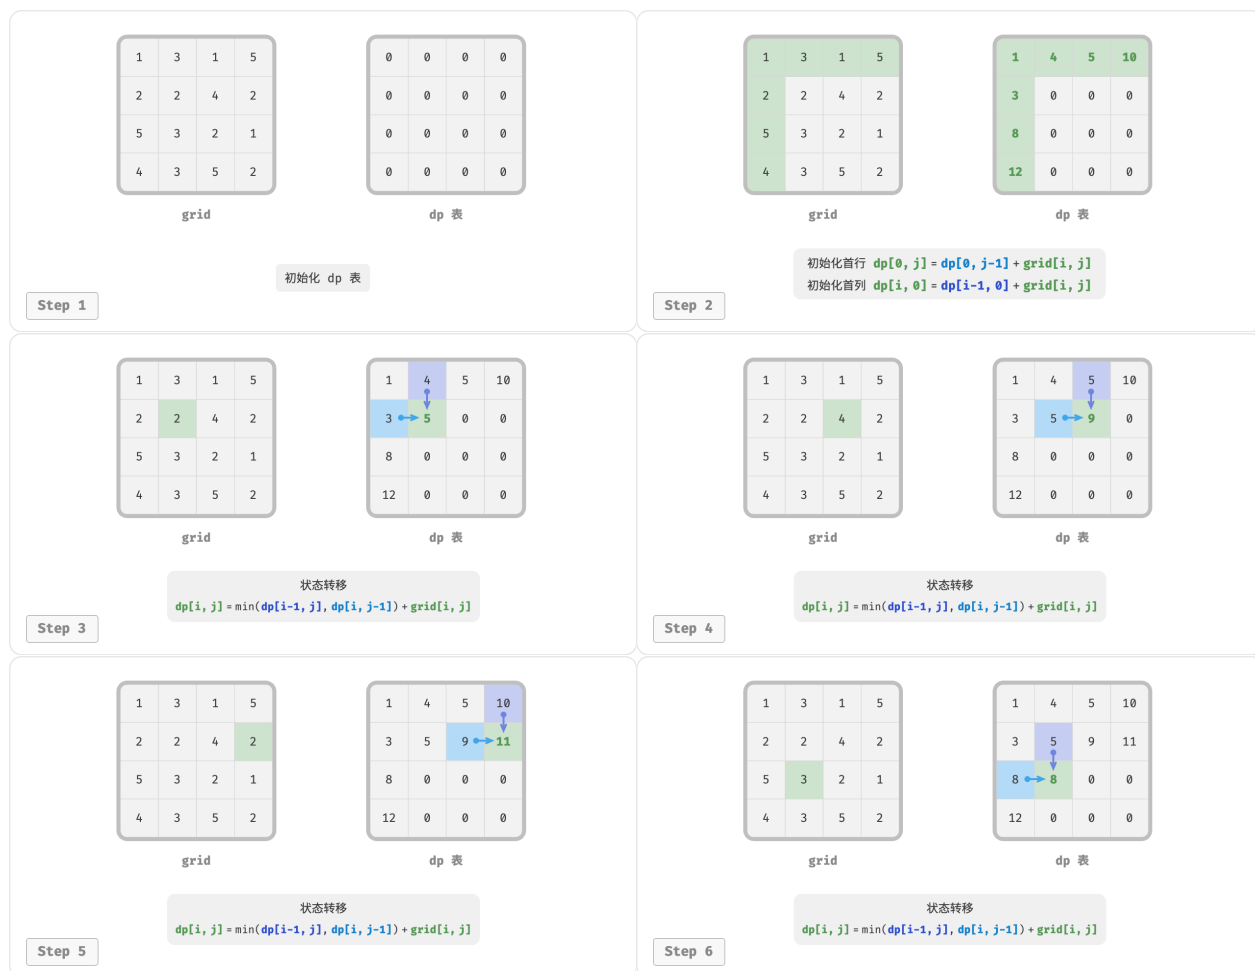 1 3 1 5
2 2 4 2
5 3 2 1
4 3 5 2
grid
0 0 0 0
0 0 0 0
0 0 0 0
0 0 0 0
dp 表
初始化 dp 表
Step 1
1 3 1 5
2 2 4 2
5 3 2 1
4 3 5 2
grid
1 4 5 10
3 0 0 0
8 0 0 0
12 0 0 0
dp 表
初始化首行 dp[0, j] = dp[0, j-1] + grid[i, j]
初始化首列 dp[i, 0] = dp[i-1, 0] + grid[i, j]
Step 2
1 3 1 5
2 2 4 2
5 3 2 1
4 3 5 2
grid
1 4 5 10
3 5 0 0
8 0 0 0
12 0 0 0
dp 表
状态转移
dp[i, j] = min(dp[i-1, j], dp[i, j-1]) + grid[i, j]
Step 3
1 3 1 5
2 2 4 2
5 3 2 1
4 3 5 2
grid
1 4 5 10
3 5 9 0
8 0 0 0
12 0 0 0
dp 表
状态转移
dp[i, j] = min(dp[i-1, j], dp[i, j-1]) + grid[i, j]
Step 4
1 3 1 5
2 2 4 2
5 3 2 1
4 3 5 2
grid
1 4 5 10
3 5 9 11
8 0 0 0
12 0 0 0
dp 表
状态转移
dp[i, j] = min(dp[i-1, j], dp[i, j-1]) + grid[i, j]
Step 5
1 3 1 5
2 2 4 2
5 3 2 1
4 3 5 2
grid
1 4 5 10
3 5 9 11
8 8 0 0
12 0 0 0
dp 表
状态转移
dp[i, j] = min(dp[i-1, j], dp[i, j-1]) + grid[i, j]
Step 6